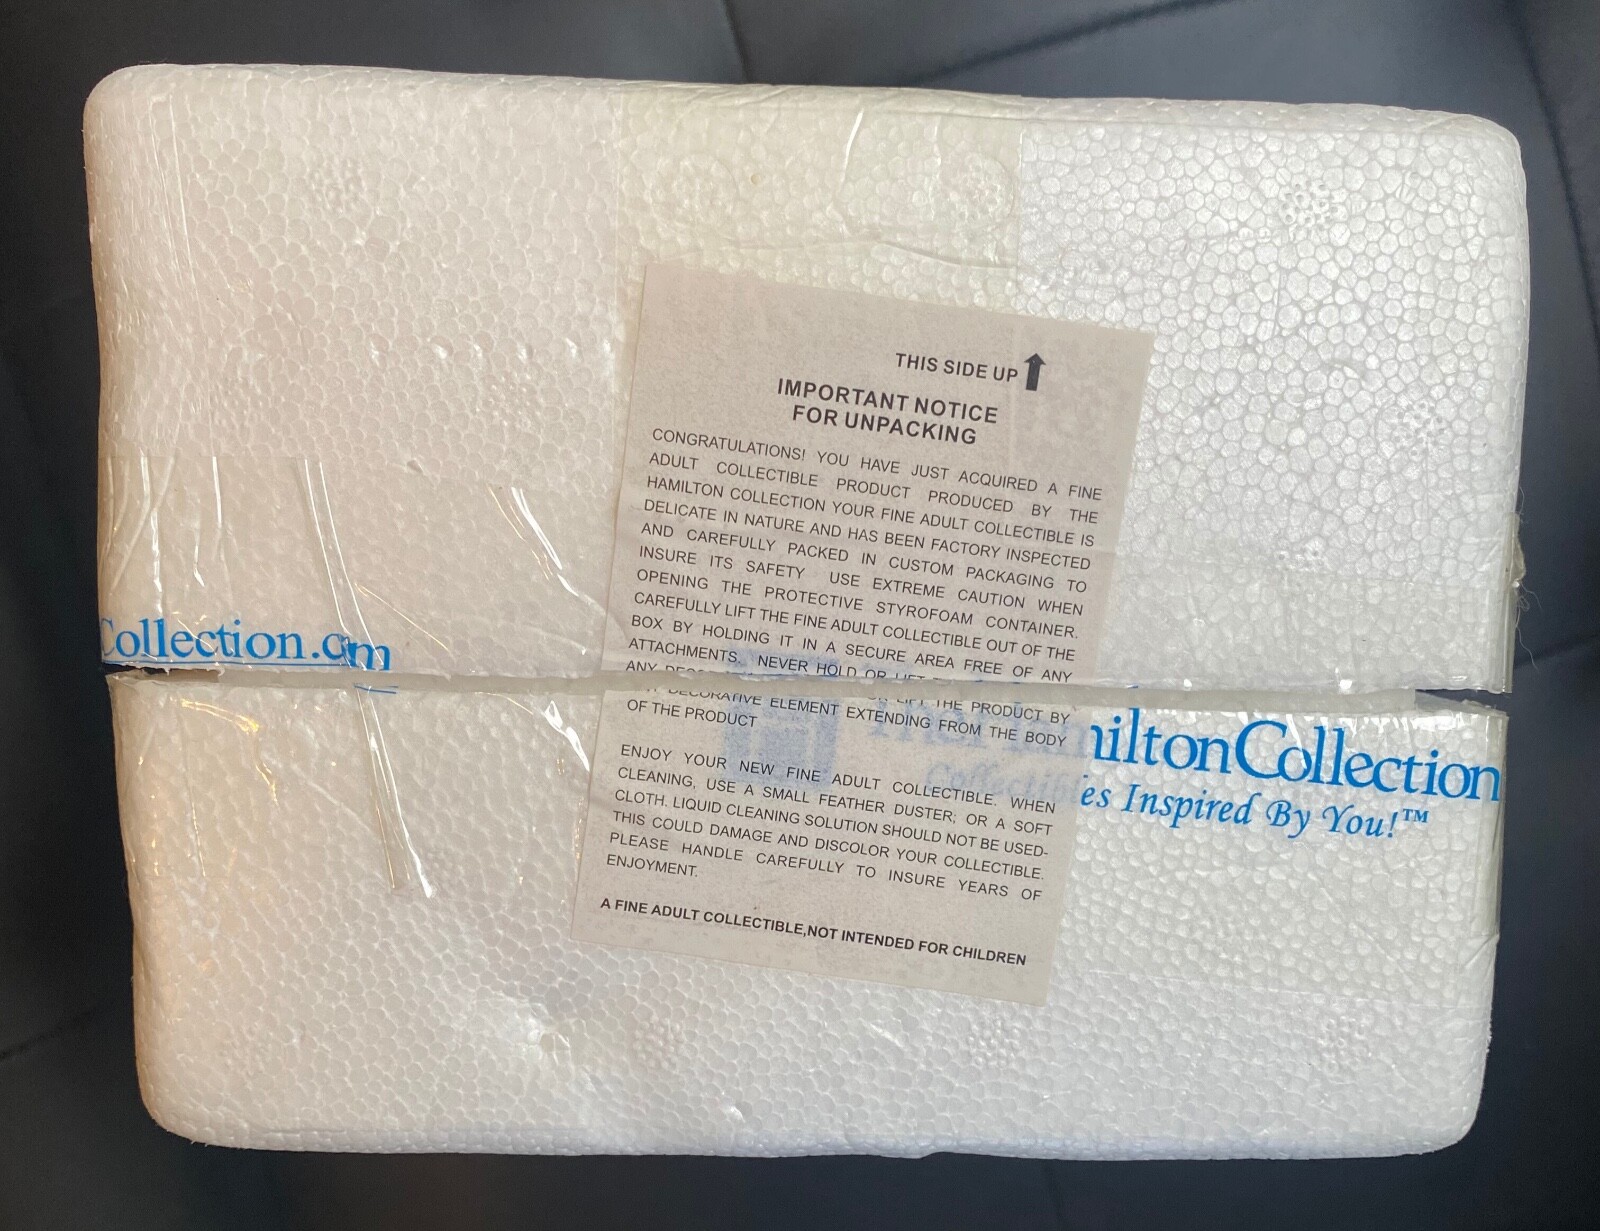 THIS SIDE UP
IMPORTANT NOTICE
FOR UNPACKING
CONGRATULATIONS! YOU HAVE JUST ACQUIRED A FINE
ADULT COLLECTIBLE PRODUCT PRODUCED BY THE
HAMILTON COLLECTION YOUR FINE ADULT COLLECTIBLE IS
DELICATE IN NATURE AND HAS BEEN FACTORY INSPECTED
AND CAREFULLY PACKED IN CUSTOM PACKAGING TO
INSURE ITS SAFETY USE EXTREME CAUTION WHEN
OPENING THE PROTECTIVE STYROFOAM CONTAINER.
CAREFULLY LIFT THE FINE ADULT COLLECTIBLE OUT OF THE
BOX BY HOLDING IT IN A SECURE AREA FREE OF ANY
ATTACHMENTS. NEVER HOLD OR LIFT THE PRODUCT BY
ANY DECORATIVE ELEMENT EXTENDING FROM THE BODY
OF THE PRODUCT
ENJOY YOUR NEW FINE ADULT COLLECTIBLE. WHEN
CLEANING, USE A SMALL FEATHER DUSTER; OR A SOFT
CLOTH. LIQUID CLEANING SOLUTION SHOULD NOT BE USED-
THIS COULD DAMAGE AND DISCOLOR YOUR COLLECTIBLE.
PLEASE HANDLE CAREFULLY TO INSURE YEARS OF
ENJOYMENT.
A FINE ADULT COLLECTIBLE,NOT INTENDED FOR CHILDREN
Collection.com
HamiltonCollection
Collectibles Inspired By You!™